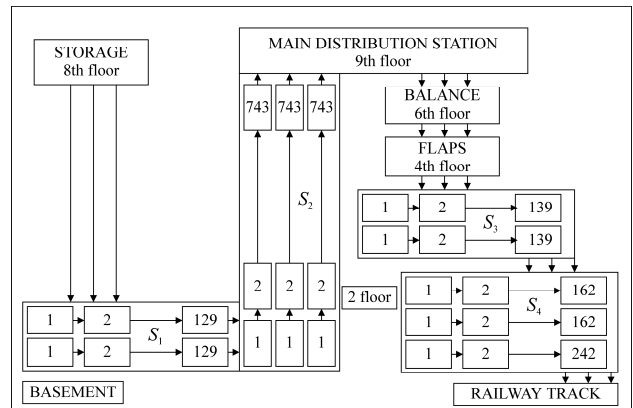 STORAGE
8th floor
MAIN DISTRIBUTION STATION
9th floor
743 743 743
BALANCE
6th floor
FLAPS
4th floor
S2
1 2 139
S3
1 2 139
2 2 2
2 floor
1 2 162
S4
1 2 162
1 2 242
1 2 129
S1
1 2 129
1 1 1
BASEMENT
RAILWAY TRACK